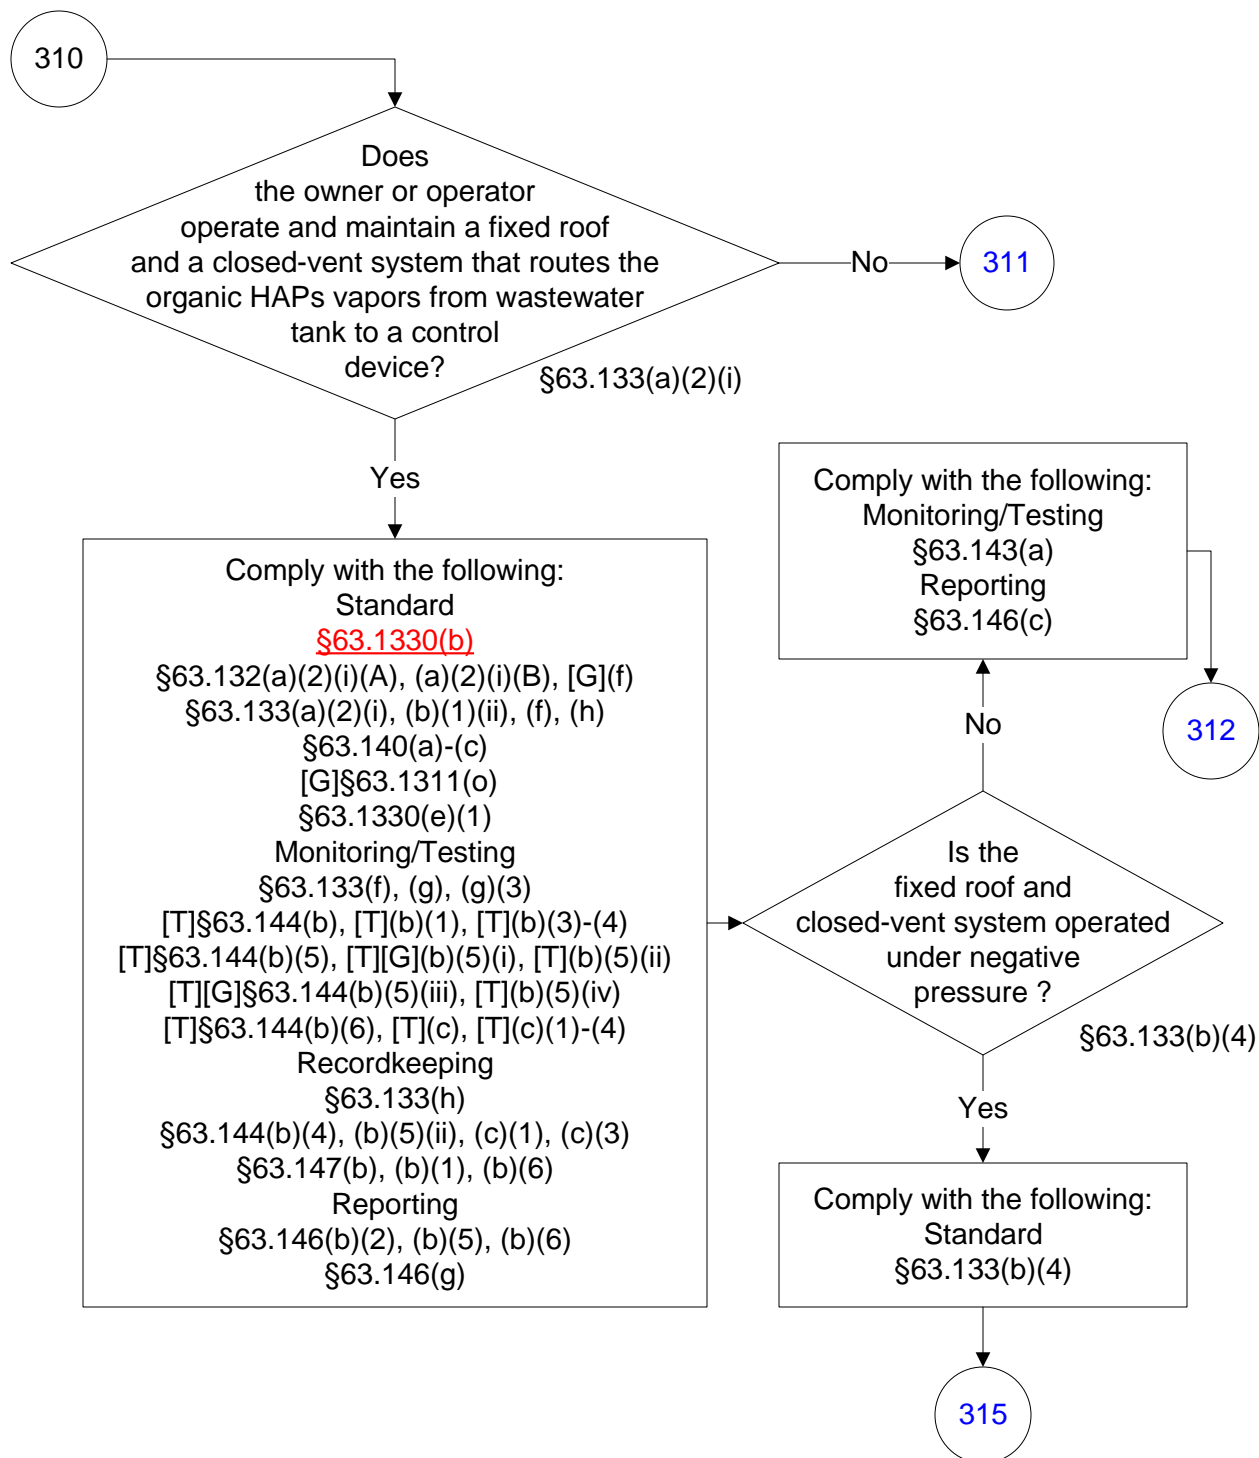 310
Does
the owner or operator
operate and maintain a fixed roof
and a closed-vent system that routes the
organic HAPs vapors from wastewater
tank to a control
device?
No
311
§63.133(a)(2)(i)
Yes
Comply with the following:
Standard
§63.1330(b)
§63.132(a)(2)(i)(A), (a)(2)(i)(B), [G](f)
§63.133(a)(2)(i), (b)(1)(ii), (f), (h)
§63.140(a)-(c)
[G]§63.1311(o)
§63.1330(e)(1)
Monitoring/Testing
§63.133(f), (g), (g)(3)
[T]§63.144(b), [T](b)(1), [T](b)(3)-(4)
[T]§63.144(b)(5), [T][G](b)(5)(i), [T](b)(5)(ii)
[T][G]§63.144(b)(5)(iii), [T](b)(5)(iv)
[T]§63.144(b)(6), [T](c), [T](c)(1)-(4)
Recordkeeping
§63.133(h)
§63.144(b)(4), (b)(5)(ii), (c)(1), (c)(3)
§63.147(b), (b)(1), (b)(6)
Reporting
§63.146(b)(2), (b)(5), (b)(6)
§63.146(g)
Is the
fixed roof and
closed-vent system operated
under negative
pressure ?
§63.133(b)(4)
No
Comply with the following:
Monitoring/Testing
§63.143(a)
Reporting
§63.146(c)
312
Yes
Comply with the following:
Standard
§63.133(b)(4)
315